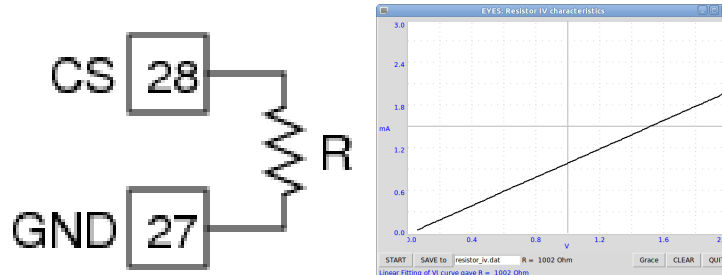 CS 28
R
GND 27
EYES: Resistor IV characteristics
3.0
2.4
1.8
mA
1.2
0.6
0.0
0.4 0.8 1.2 1.6
V
START SAVE to resistor_iv.dat R = 1002 Ohm Grace CLEAR
Linear Fitting of VI curve gave R = 1002 Ohm